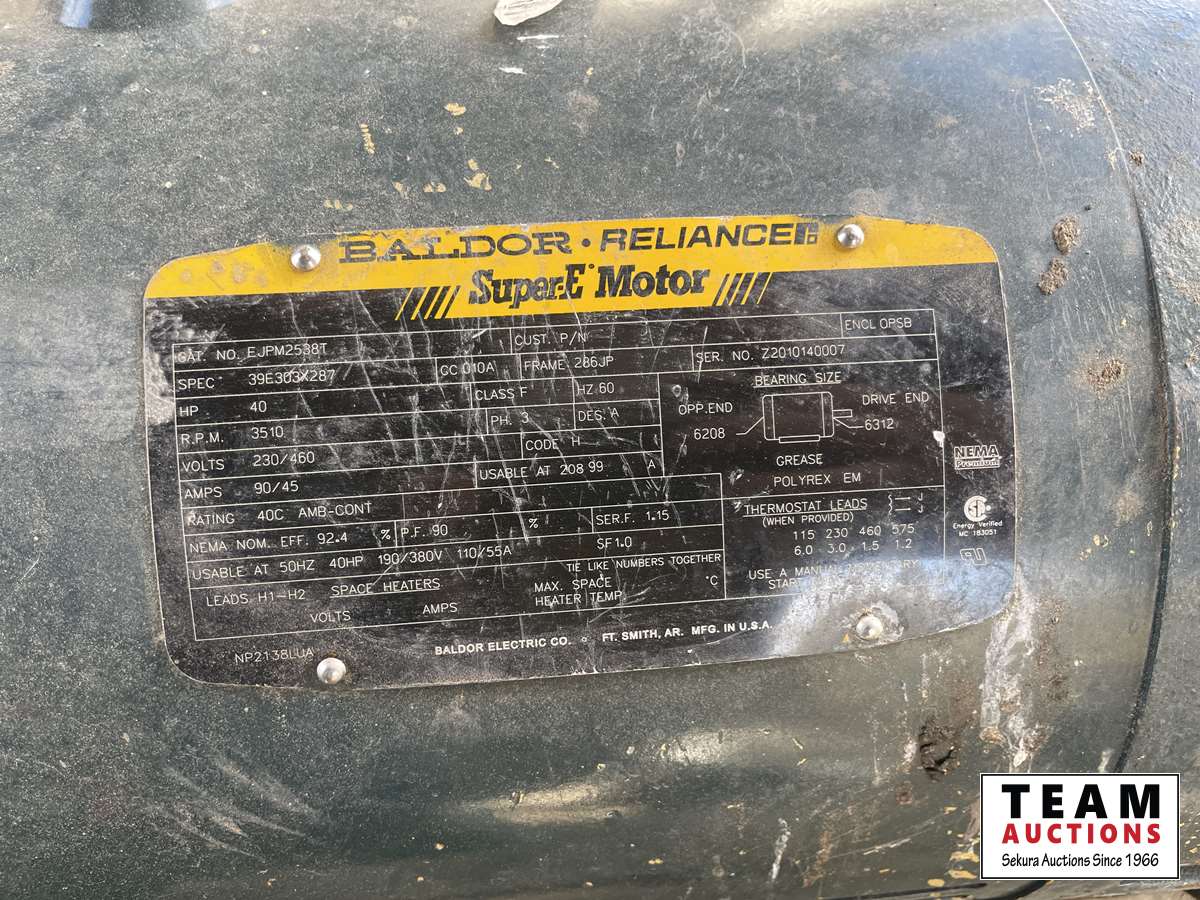 BALDOR • RELIANCE
Super-E® Motor
CAT. NO. EJPM2538T CUST. P/N ENCL OPSB
SPEC 39E303X287 CC 010A FRAME 286JP SER. NO. Z2010140007
HP 40 CLASS F HZ 60
R.P.M. 3510 PH. 3 DES. A
VOLTS 230/460 CODE H
AMPS 90/45 USABLE AT 208 99 A
RATING 40C AMB-CONT
NEMA NOM. EFF. 92.4 % P.F. 90 % SER.F. 1.15
USABLE AT 50HZ 40HP 190/380V 110/55A SF1.0
LEADS H1-H2 SPACE HEATERS TIE LIKE NUMBERS TOGETHER
VOLTS AMPS MAX. SPACE HEATER TEMP. °C
BEARING SIZE
OPP.END DRIVE END
6208 6312
GREASE
POLYREX EM
THERMOSTAT LEADS J
(WHEN PROVIDED) J
115 230 460 575
6.0 3.0 1.5 1.2
USE A MANUAL
START
NEMA
Premium
Energy Verified
MC 183051
NP2138LUA
BALDOR ELECTRIC CO. FT. SMITH, AR. MFG. IN U.S.A.
TEAM
AUCTIONS
Sekura Auctions Since 1966